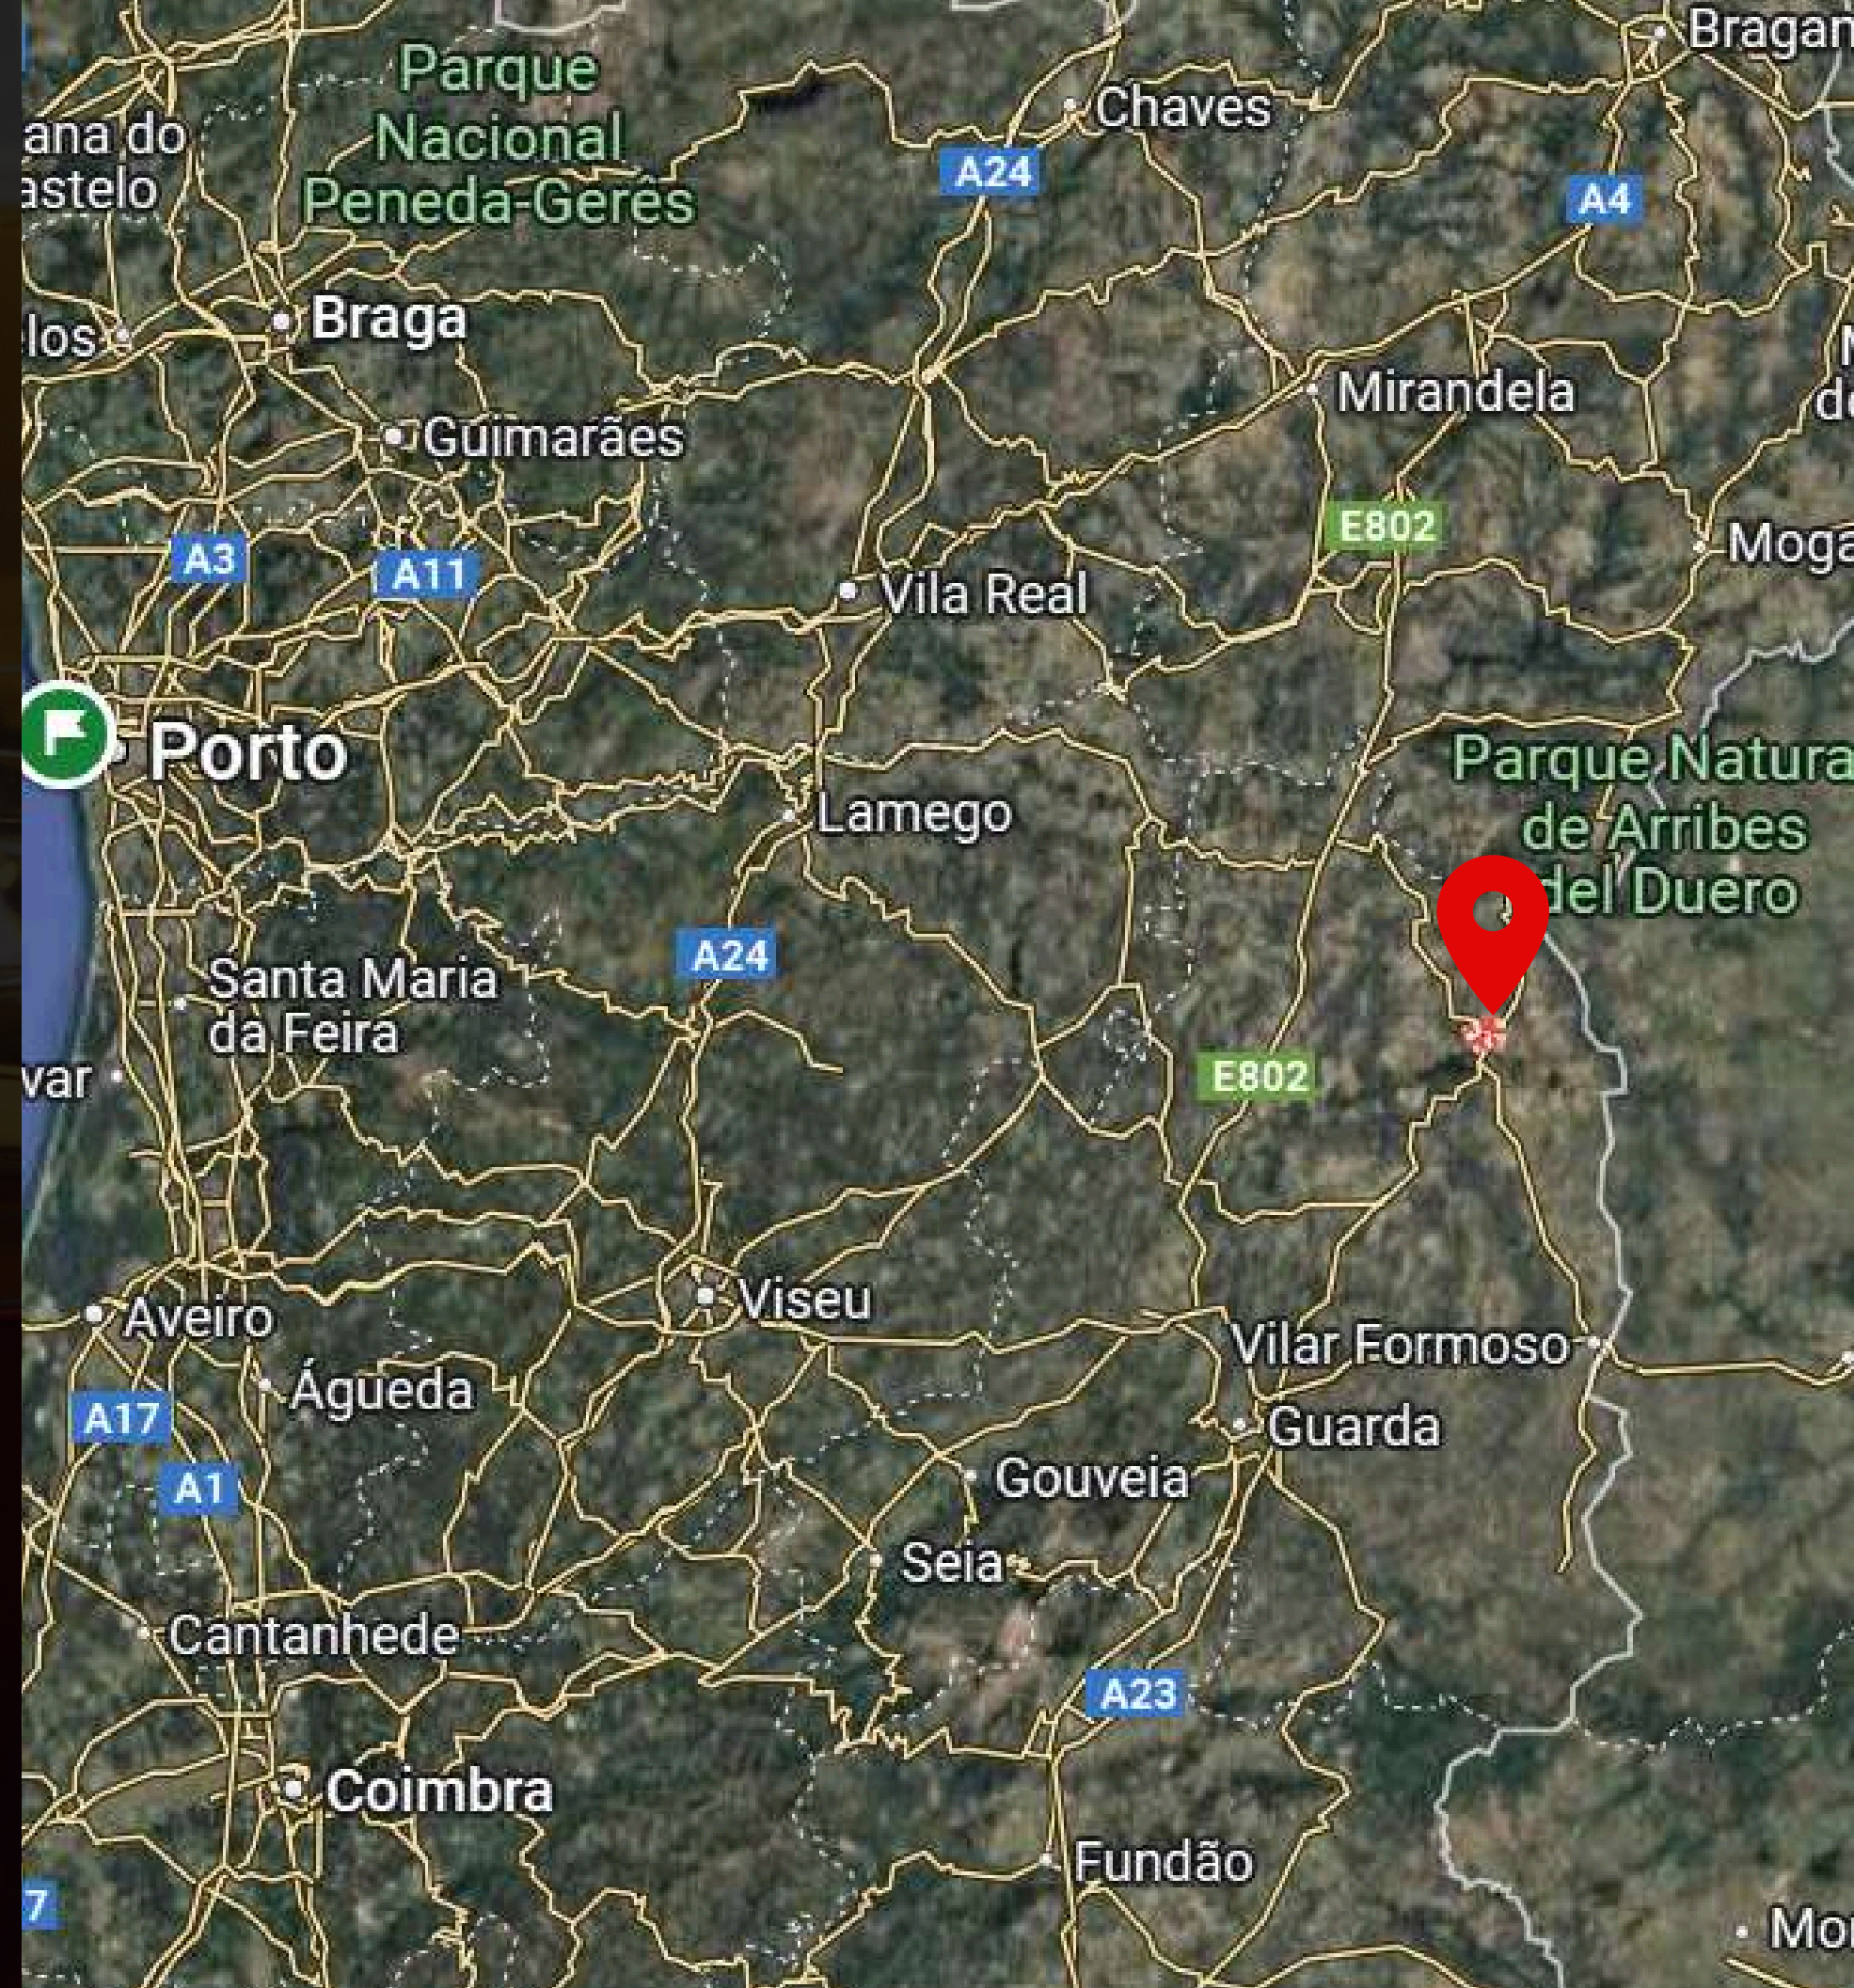 Bragan
Parque
Nacional
Peneda-Gerês
Chaves
ana do
astelo
A24
A4
Braga
los
Mirandela
Guimarães
E802
A3
A11
Moga
Vila Real
Porto
Parque Natura
de Arribes
del Duero
Lamego
A24
Santa Maria
da Feira
var
E802
Viseu
Aveiro
Vilar Formoso
Águeda
A17
Guarda
A1
Gouveia
Seia
Cantanhede
A23
Coimbra
Fundão
7
Mo